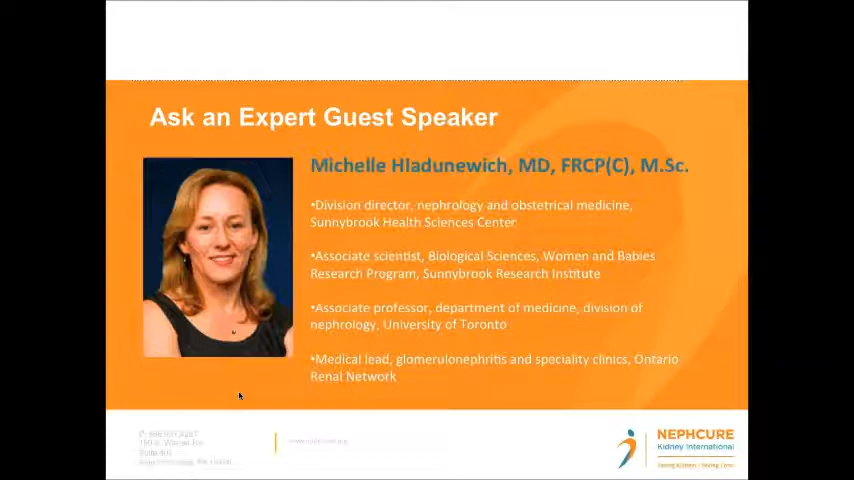 Ask an Expert Guest Speaker
Michelle Hladunewich, MD, FRCP(C), M.Sc.
•Division director, nephrology and obstetrical medicine,
Sunnybrook Health Sciences Center
•Associate scientist, Biological Sciences, Women and Babies
Research Program, Sunnybrook Research Institute
•Associate professor, department of medicine, division of
nephrology, University of Toronto
•Medical lead, glomerulonephritis and speciality clinics, Ontario
Renal Network
NEPHCURE
Kidney International